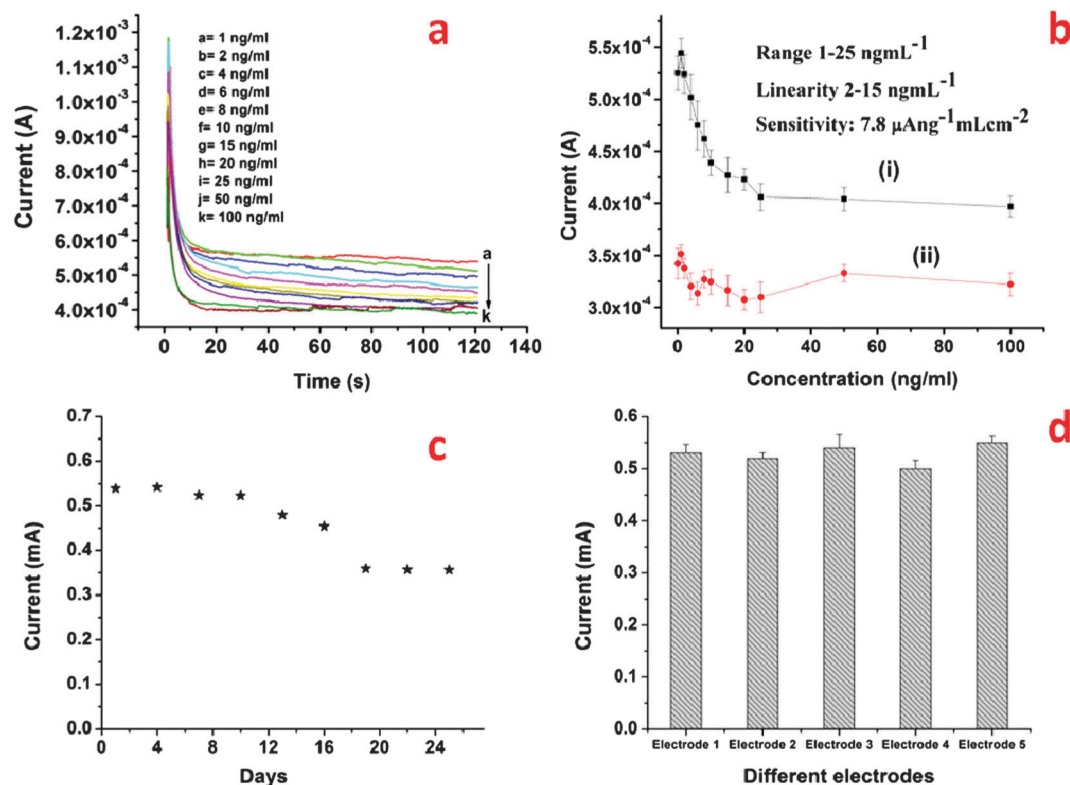 a
1.2x10-3
1.1x10-3
1.0x10-3
9.0x10-4
8.0x10-4
7.0x10-4
6.0x10-4
5.0x10-4
4.0x10-4
Current (A)
a= 1 ng/ml
b= 2 ng/ml
c= 4 ng/ml
d= 6 ng/ml
e= 8 ng/ml
f= 10 ng/ml
g= 15 ng/ml
h= 20 ng/ml
i= 25 ng/ml
j= 50 ng/ml
k= 100 ng/ml
a
k
0 20 40 60 80 100 120 140
Time (s)
b
5.5x10-4
5.0x10-4
4.5x10-4
4.0x10-4
3.5x10-4
3.0x10-4
Current (A)
Range 1-25 ngmL-1
Linearity 2-15 ngmL-1
Sensitivity: 7.8 µAng-1mLcm-2
(i)
(ii)
0 20 40 60 80 100
Concentration (ng/ml)
c
0.7
0.6
0.5
0.4
0.3
0.2
0.1
0.0
Current (mA)
0 4 8 12 16 20 24
Days
d
0.6
0.5
0.4
0.3
0.2
0.1
0.0
Current (mA)
Electrode 1 Electrode 2 Electrode 3 Electrode 4 Electrode 5
Different electrodes